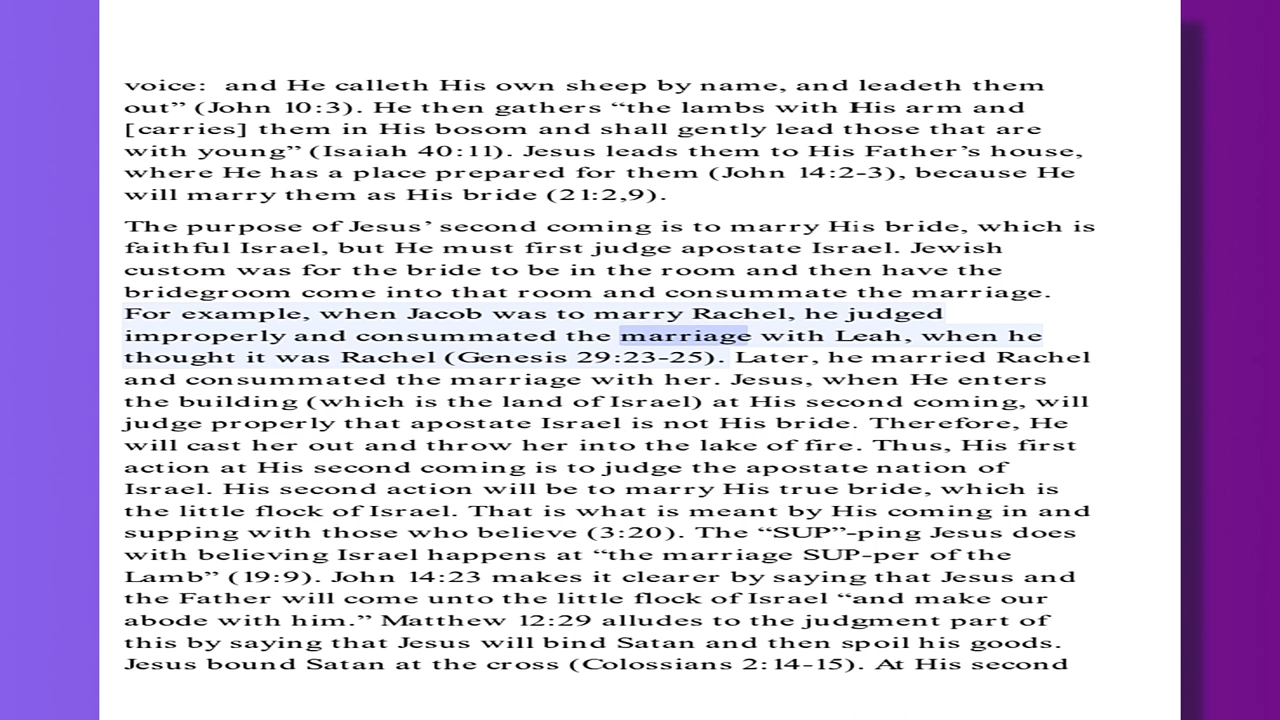 voice:  and He calleth His own sheep by name, and leadeth them
out” (John 10:3). He then gathers “the lambs with His arm and
[carries] them in His bosom and shall gently lead those that are
with young” (Isaiah 40:11). Jesus leads them to His Father’s house,
where He has a place prepared for them (John 14:2-3), because He
will marry them as His bride (21:2,9).
The purpose of Jesus’ second coming is to marry His bride, which is
faithful Israel, but He must first judge apostate Israel. Jewish
custom was for the bride to be in the room and then have the
bridegroom come into that room and consummate the marriage.
For example, when Jacob was to marry Rachel, he judged
improperly and consummated the marriage with Leah, when he
thought it was Rachel (Genesis 29:23-25). Later, he married Rachel
and consummated the marriage with her. Jesus, when He enters
the building (which is the land of Israel) at His second coming, will
judge properly that apostate Israel is not His bride. Therefore, He
will cast her out and throw her into the lake of fire. Thus, His first
action at His second coming is to judge the apostate nation of
Israel. His second action will be to marry His true bride, which is
the little flock of Israel. That is what is meant by His coming in and
supping with those who believe (3:20). The “SUP”-ping Jesus does
with believing Israel happens at “the marriage SUP-per of the
Lamb” (19:9). John 14:23 makes it clearer by saying that Jesus and
the Father will come unto the little flock of Israel “and make our
abode with him.” Matthew 12:29 alludes to the judgment part of
this by saying that Jesus will bind Satan and then spoil his goods.
Jesus bound Satan at the cross (Colossians 2:14-15). At His second